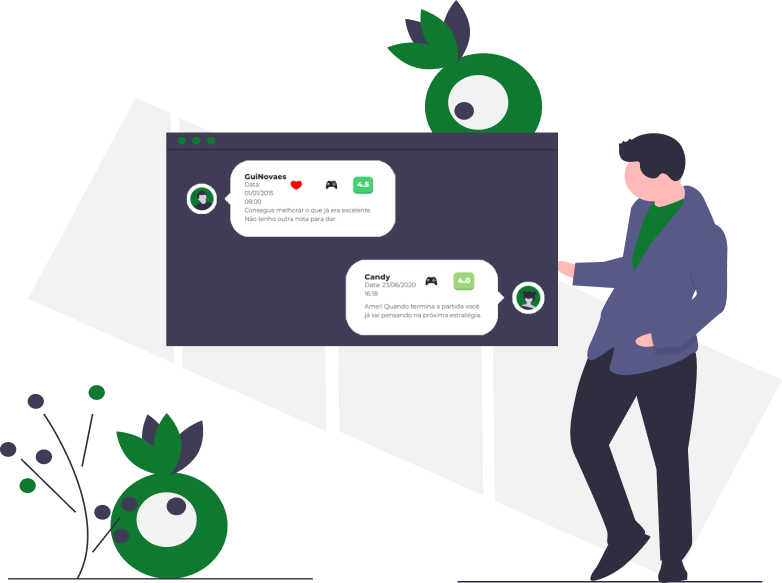 GuiNovaes
Data:
01/01/2015
08:00
4.5
Consegue melhorar o que já era excelente.
Não tenho outra nota para dar.
Candy
Data: 23/06/2020
16:18
4.0
Amei! Quando termina a partida você
já sai pensando na próxima estratégia.